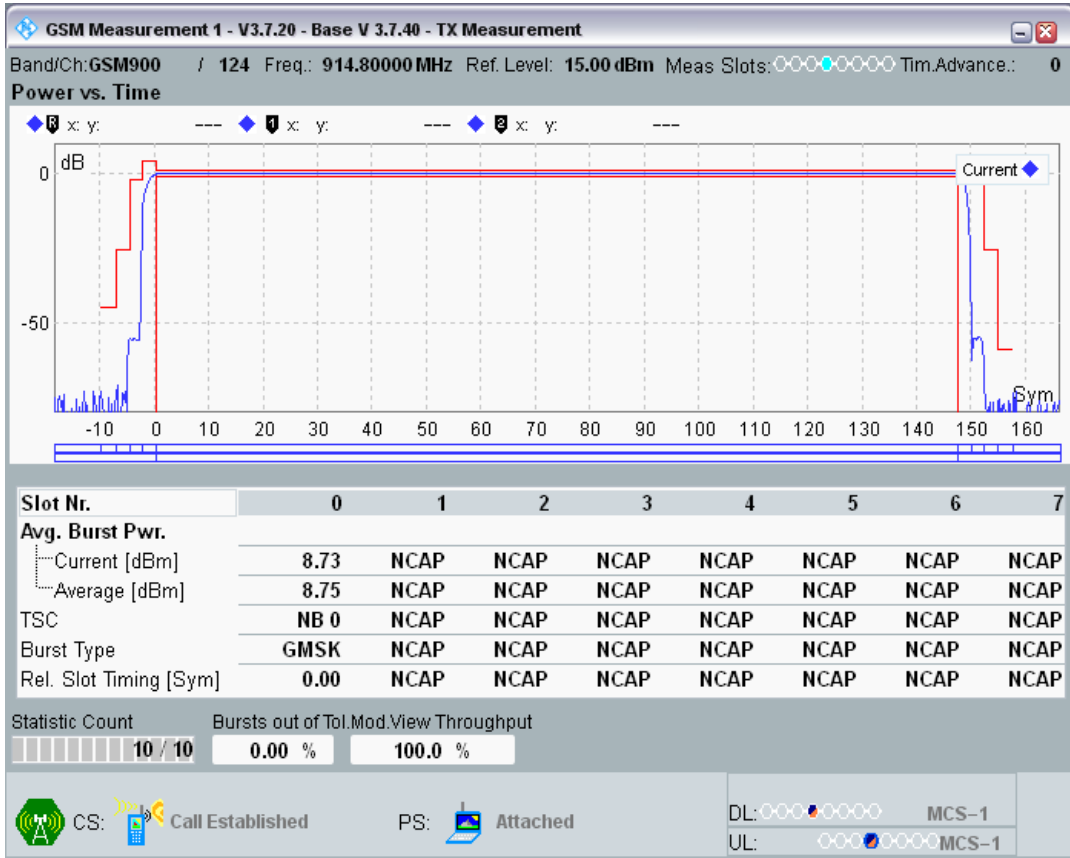 GSM Measurement 1 - V3.7.20 - Base V 3.7.40 - TX Measurement
Band/Ch:GSM900 / 124 Freq.: 914.80000 MHz Ref. Level: 15.00 dBm Meas Slots: Tim.Advance.: 0
Power vs. Time
R x: y: --- 1 x: y: --- 2 x: y: ---
dB
Current
0
-50
Sym
-10 0 10 20 30 40 50 60 70 80 90 100 110 120 130 140 150 160
Slot Nr. 0 1 2 3 4 5 6 7
Avg. Burst Pwr.
Current [dBm] 8.73 NCAP NCAP NCAP NCAP NCAP NCAP NCAP
Average [dBm] 8.75 NCAP NCAP NCAP NCAP NCAP NCAP NCAP
TSC NB 0 NCAP NCAP NCAP NCAP NCAP NCAP NCAP
Burst Type GMSK NCAP NCAP NCAP NCAP NCAP NCAP NCAP
Rel. Slot Timing [Sym] 0.00 NCAP NCAP NCAP NCAP NCAP NCAP NCAP
Statistic Count Bursts out of Tol.Mod.View Throughput
10 / 10 0.00 % 100.0 %
CS: Call Established PS: Attached
DL: MCS-1
UL: MCS-1